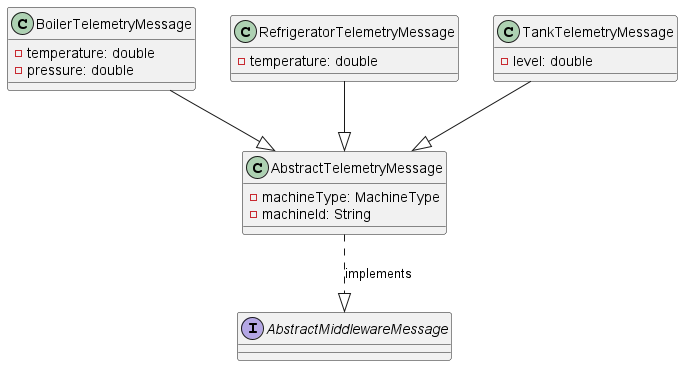 C BoilerTelemetryMessage
temperature: double
pressure: double
C RefrigeratorTelemetryMessage
temperature: double
C TankTelemetryMessage
level: double
C AbstractTelemetryMessage
machineType: MachineType
machineId: String
implements
I AbstractMiddlewareMessage